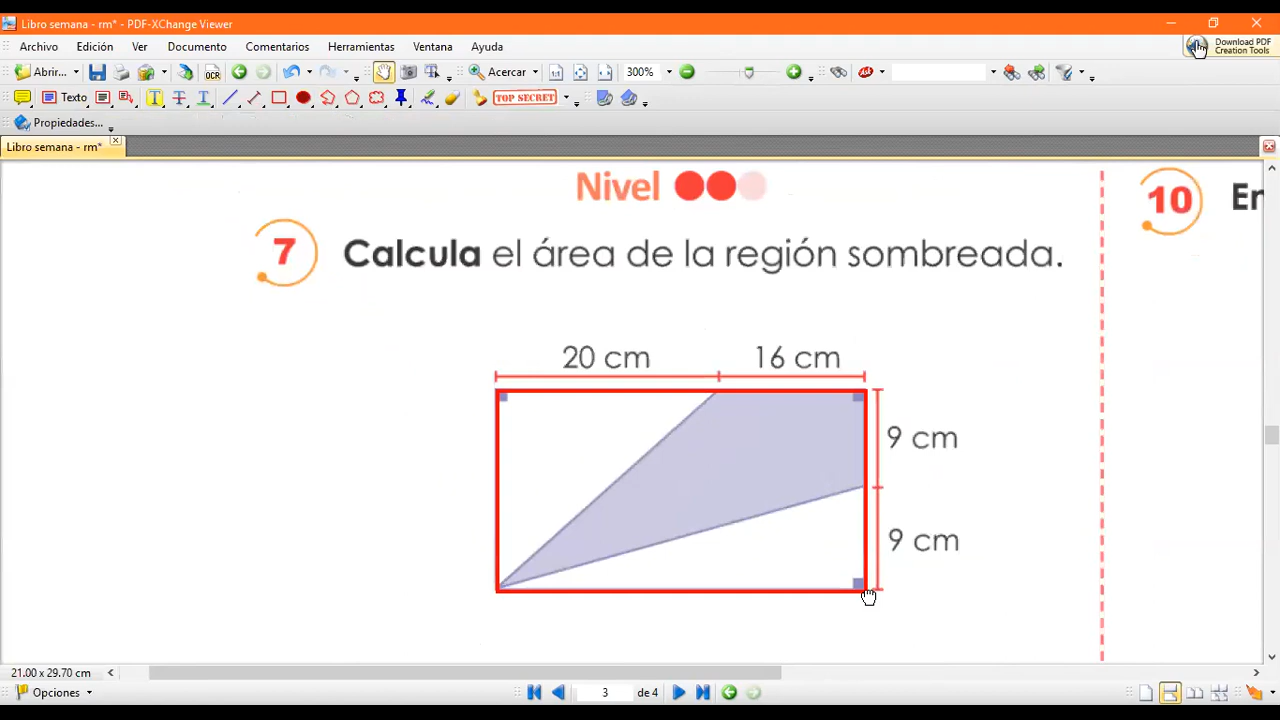 Libro semana - rm* - PDF-XChange Viewer
Archivo Edición Ver Documento Comentarios Herramientas Ventana Ayuda
Download PDF
Creation Tools
Abrir... OCR Acercar 300%
Texto TOP SECRET
Propiedades...
Libro semana - rm*
Nivel
7 Calcula el área de la región sombreada.
10 En
20 cm 16 cm
9 cm
9 cm
21.00 x 29.70 cm
Opciones 3 de 4